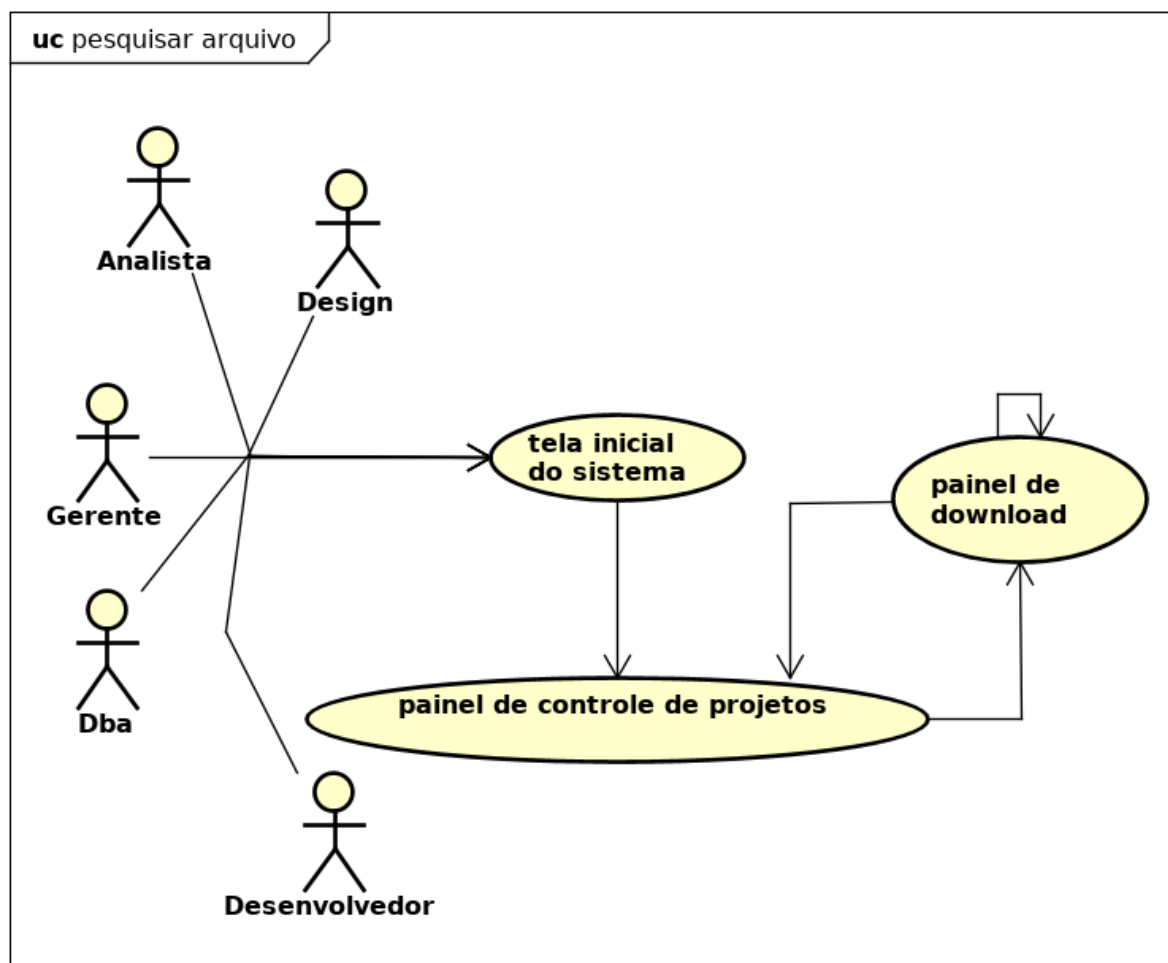 uc pesquisar arquivo
Analista
Design
Gerente
tela inicial
do sistema
painel de
download
Dba
painel de controle de projetos
Desenvolvedor